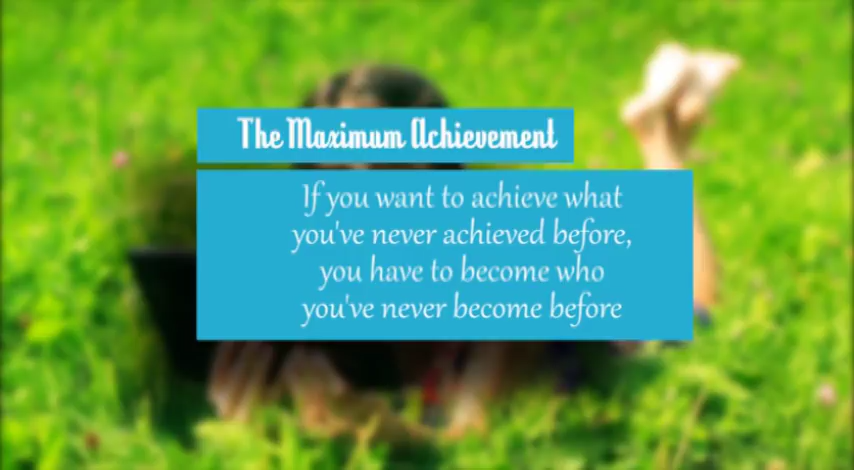 The Maximum Achievement
If you want to achieve what
you've never achieved before,
you have to become who
you've never become before